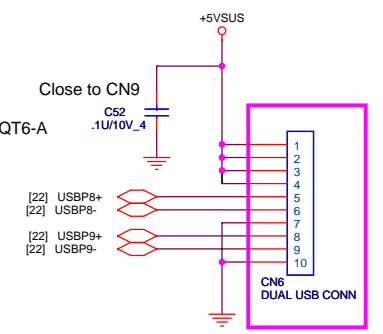 +5VSUS
Close to CN9
C52
.1U/10V_4
QT6-A
1
2
3
4
[22] USBP8+ 5
[22] USBP8- 6
7
[22] USBP9+ 8
[22] USBP9- 9
10
CN6
DUAL USB CONN